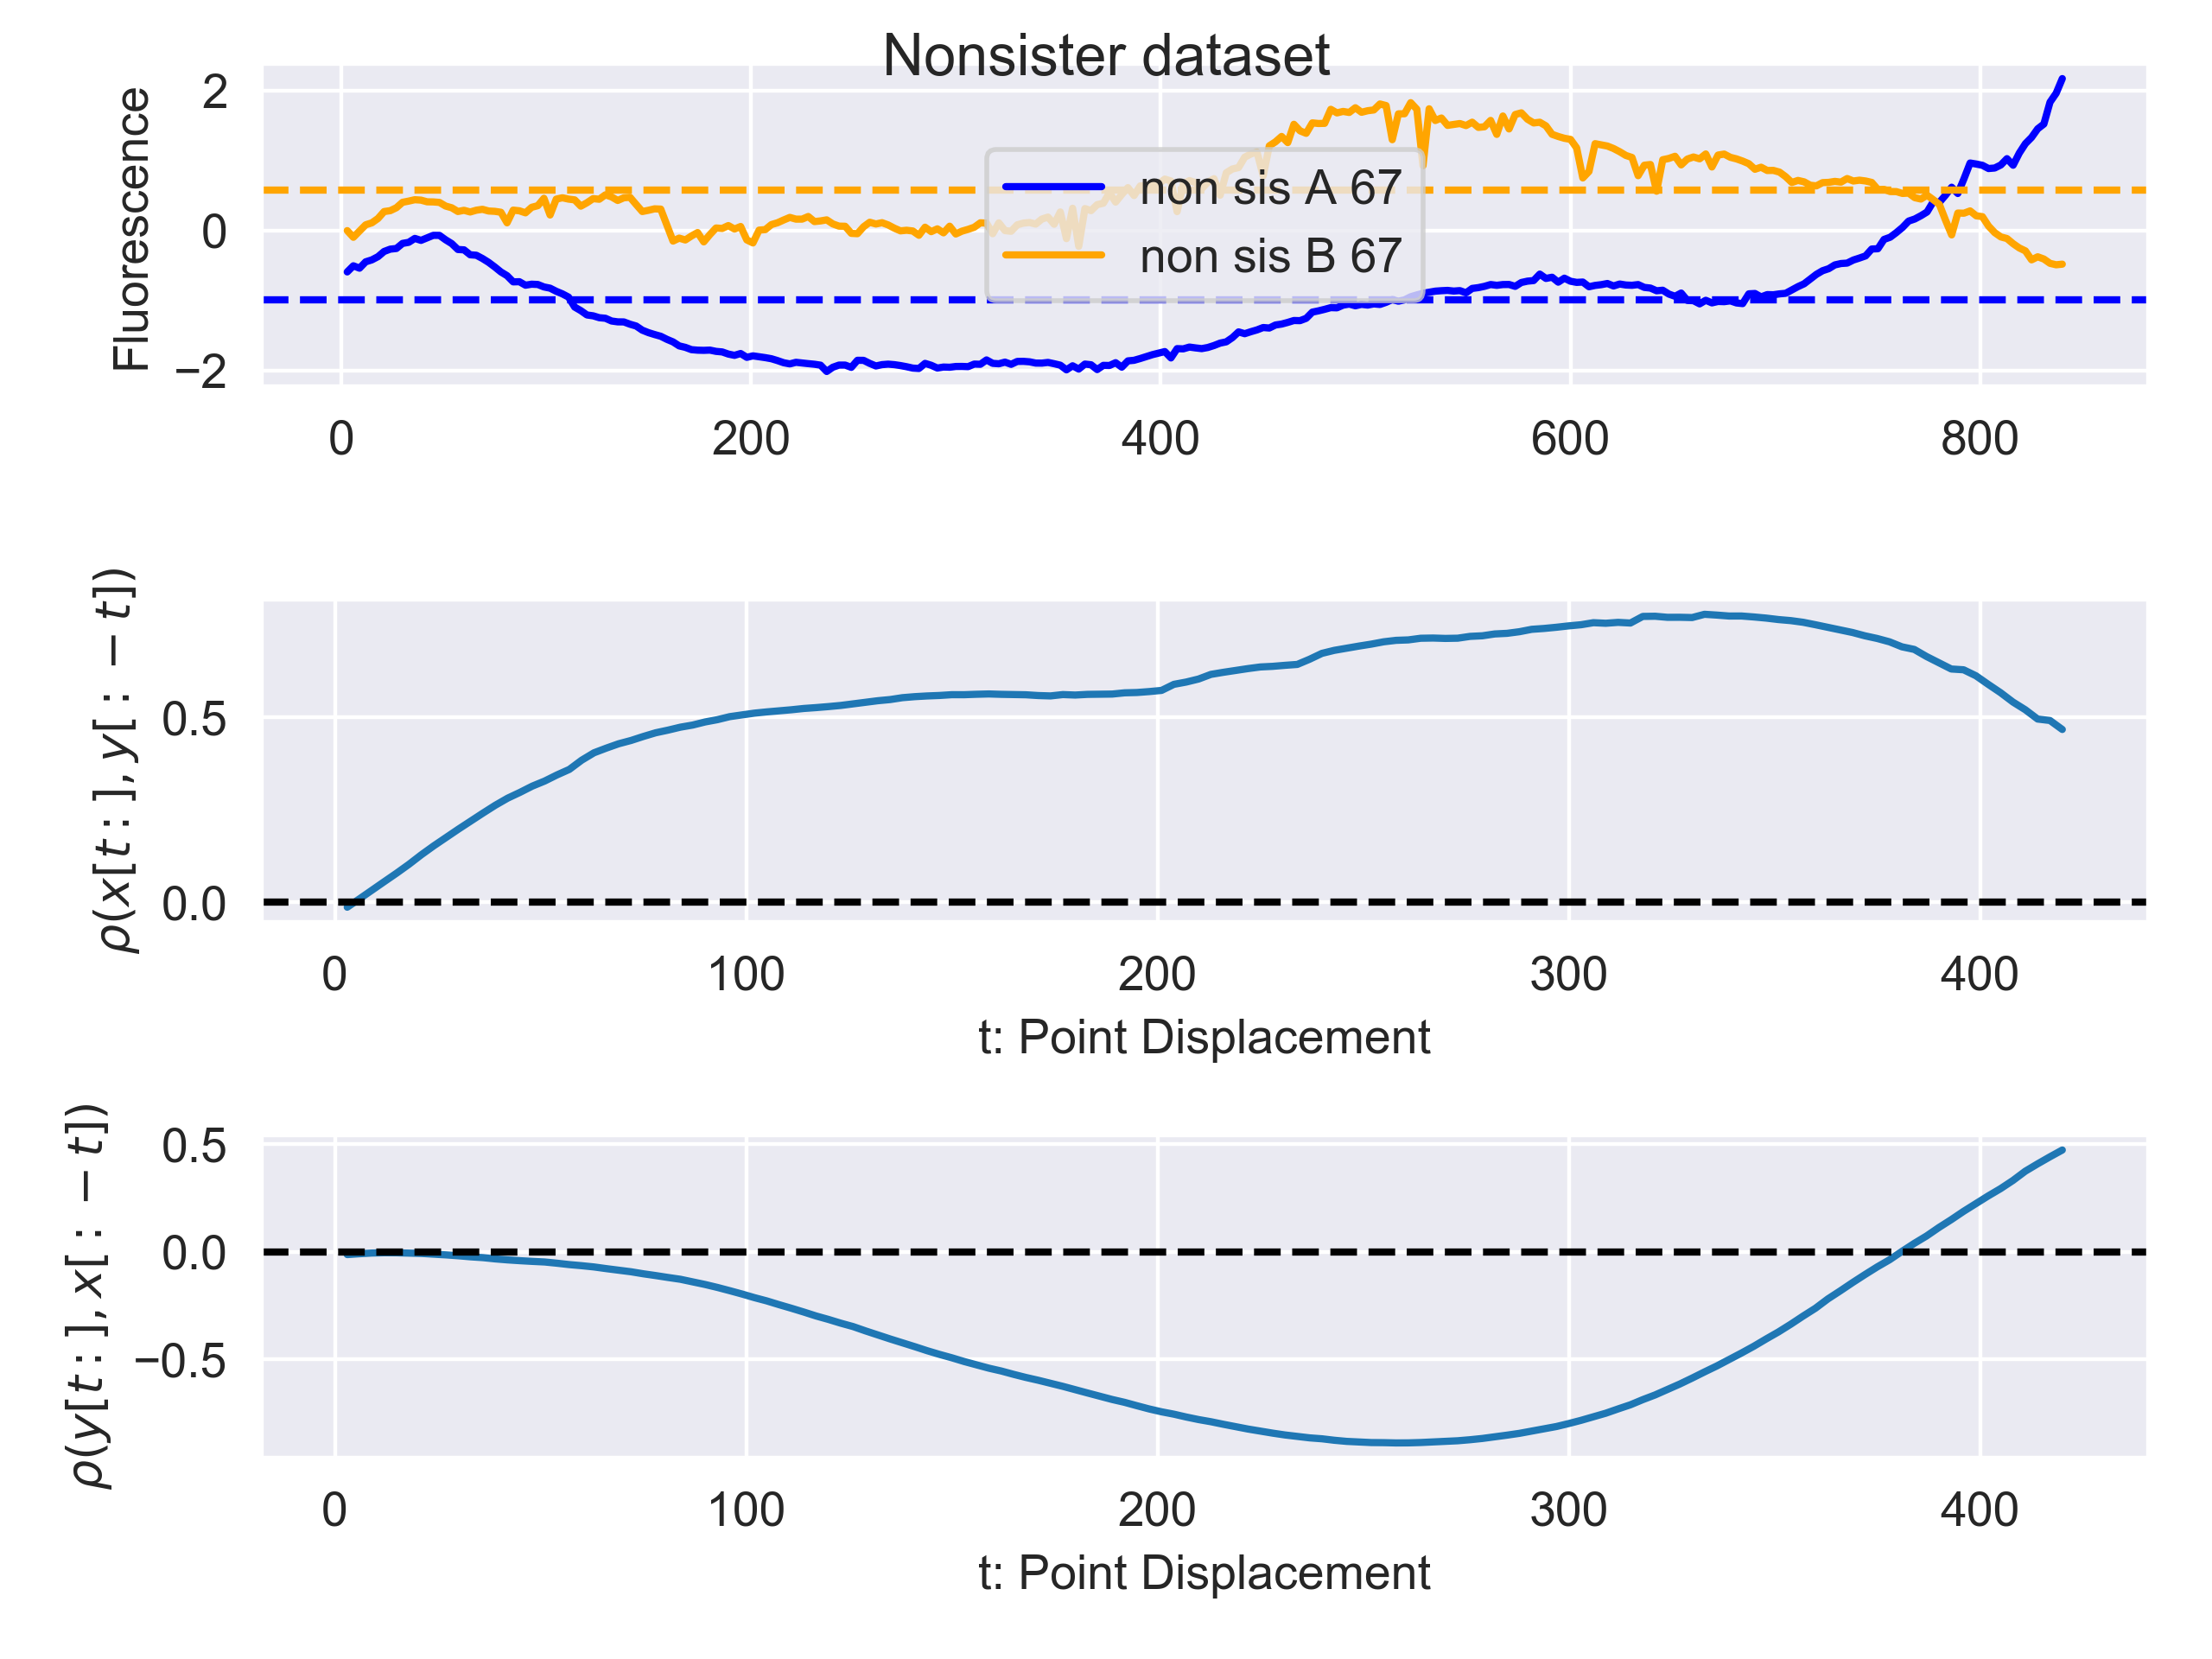 Nonsister dataset
Fluorescence
2
0
−2
non sis A 67
non sis B 67
0 200 400 600 800
ρ(x[t:], y[: −t])
0.5
0.0
0 100 200 300 400
t: Point Displacement
ρ(y[t:], x[: −t])
0.5
0.0
−0.5
0 100 200 300 400
t: Point Displacement